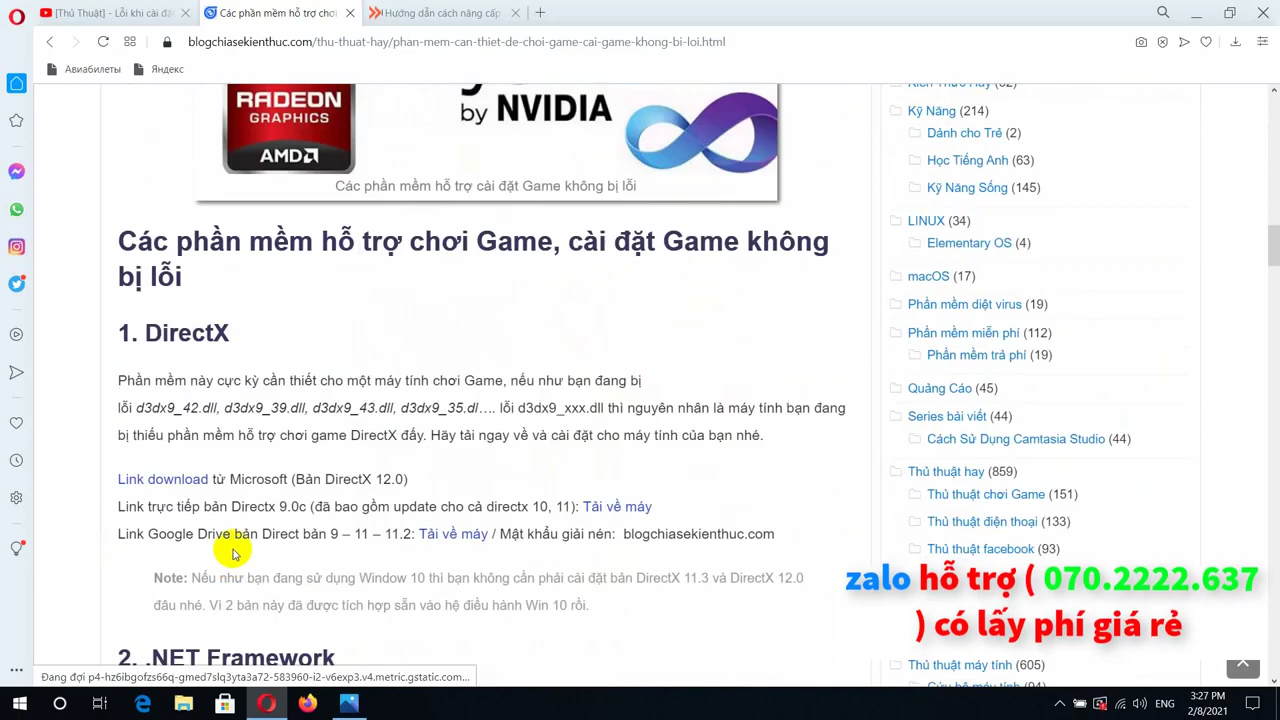 [Thủ Thuật] - Lỗi khi cài đặt
Các phần mềm hỗ trợ chơi
Hướng dẫn cách nâng cấp
blogchiasekienthuc.com/thu-thuat-hay/phan-mem-can-thiet-de-choi-game-cai-game-khong-bi-loi.html
Авиабилеты
Яндекс
RADEON
GRAPHICS
AMD
by NVIDIA
Các phần mềm hỗ trợ cài đặt Game không bị lỗi
Các phần mềm hỗ trợ chơi Game, cài đặt Game không
bị lỗi
1. DirectX
Phần mềm này cực kỳ cần thiết cho một máy tính chơi Game, nếu như bạn đang bị
lỗi d3dx9_42.dll, d3dx9_39.dll, d3dx9_43.dll, d3dx9_35.dl…. lỗi d3dx9_xxx.dll thì nguyên nhân là máy tính bạn đang
bị thiếu phần mềm hỗ trợ chơi game DirectX đấy. Hãy tải ngay về và cài đặt cho máy tính của bạn nhé.
Link download từ Microsoft (Bản DirectX 12.0)
Link trực tiếp bản Directx 9.0c (đã bao gồm update cho cả directx 10, 11): Tải về máy
Link Google Drive bản Direct bản 9 – 11 – 11.2: Tải về máy / Mật khẩu giải nén: blogchiasekienthuc.com
Note: Nếu như bạn đang sử dụng Window 10 thì bạn không cần phải cài đặt bản DirectX 11.3 và DirectX 12.0
đâu nhé. Vì 2 bản này đã được tích hợp sẵn vào hệ điều hành Win 10 rồi.
2. .NET Framework
Kiến Thức Hay (62)
Kỹ Năng (214)
Dành cho Trẻ (2)
Học Tiếng Anh (63)
Kỹ Năng Sống (145)
LINUX (34)
Elementary OS (4)
macOS (17)
Phần mềm diệt virus (19)
Phần mềm miễn phí (112)
Phần mềm trả phí (19)
Quảng Cáo (45)
Series bài viết (44)
Cách Sử Dụng Camtasia Studio (44)
Thủ thuật hay (859)
Thủ thuật chơi Game (151)
Thủ thuật điện thoại (133)
Thủ thuật facebook (93)
zalo hỗ trợ ( 070.2222.637
) có lấy phí giá rẻ
Thủ thuật máy tính (605)
Cứu hộ máy tính (94)
Đang đợi p4-hz6ibgofzs66q-gmed7slq3yta3a72-583960-i2-v6exp3.v4.metric.gstatic.com...
ENG
3:27 PM
2/8/2021